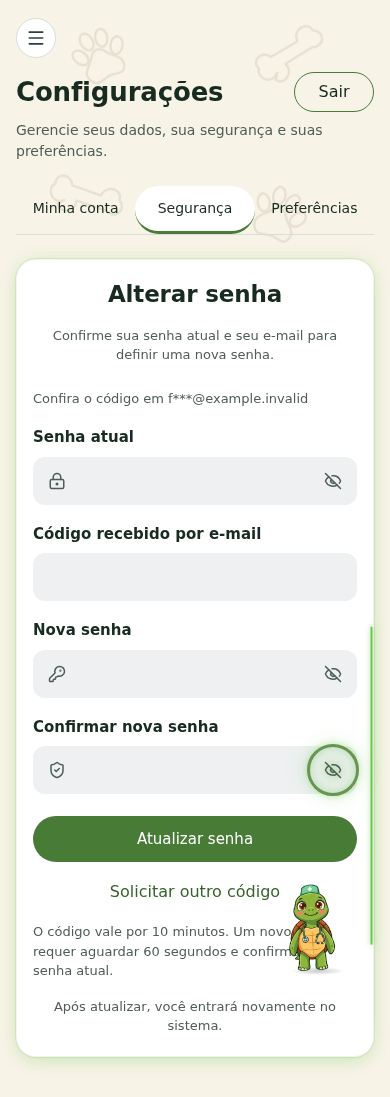 Configurações
Sair
Gerencie seus dados, sua segurança e suas
preferências.
Minha conta
Segurança
Preferências
Alterar senha
Confirme sua senha atual e seu e-mail para
definir uma nova senha.
Confira o código em f***@example.invalid
Senha atual
Código recebido por e-mail
Nova senha
Confirmar nova senha
Atualizar senha
Solicitar outro código
O código vale por 10 minutos. Um novo
requer aguardar 60 segundos e
senha atual.
Após atualizar, você entrará novamente no
sistema.